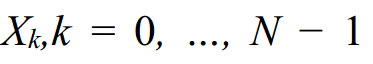 Xk,k = 0, ..., N − 1